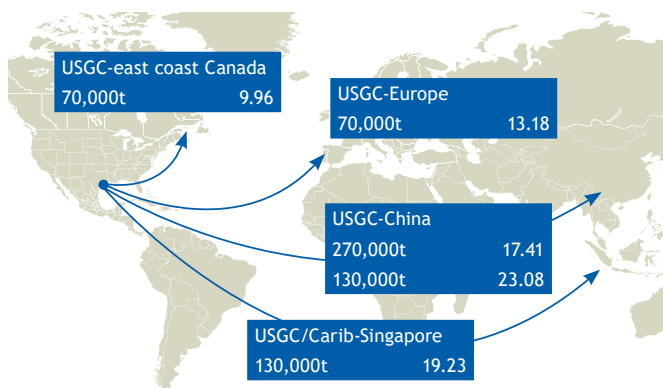 USGC-east coast Canada
70,000t 9.96
USGC-Europe
70,000t 13.18
USGC-China
270,000t 17.41
130,000t 23.08
USGC/Carib-Singapore
130,000t 19.23